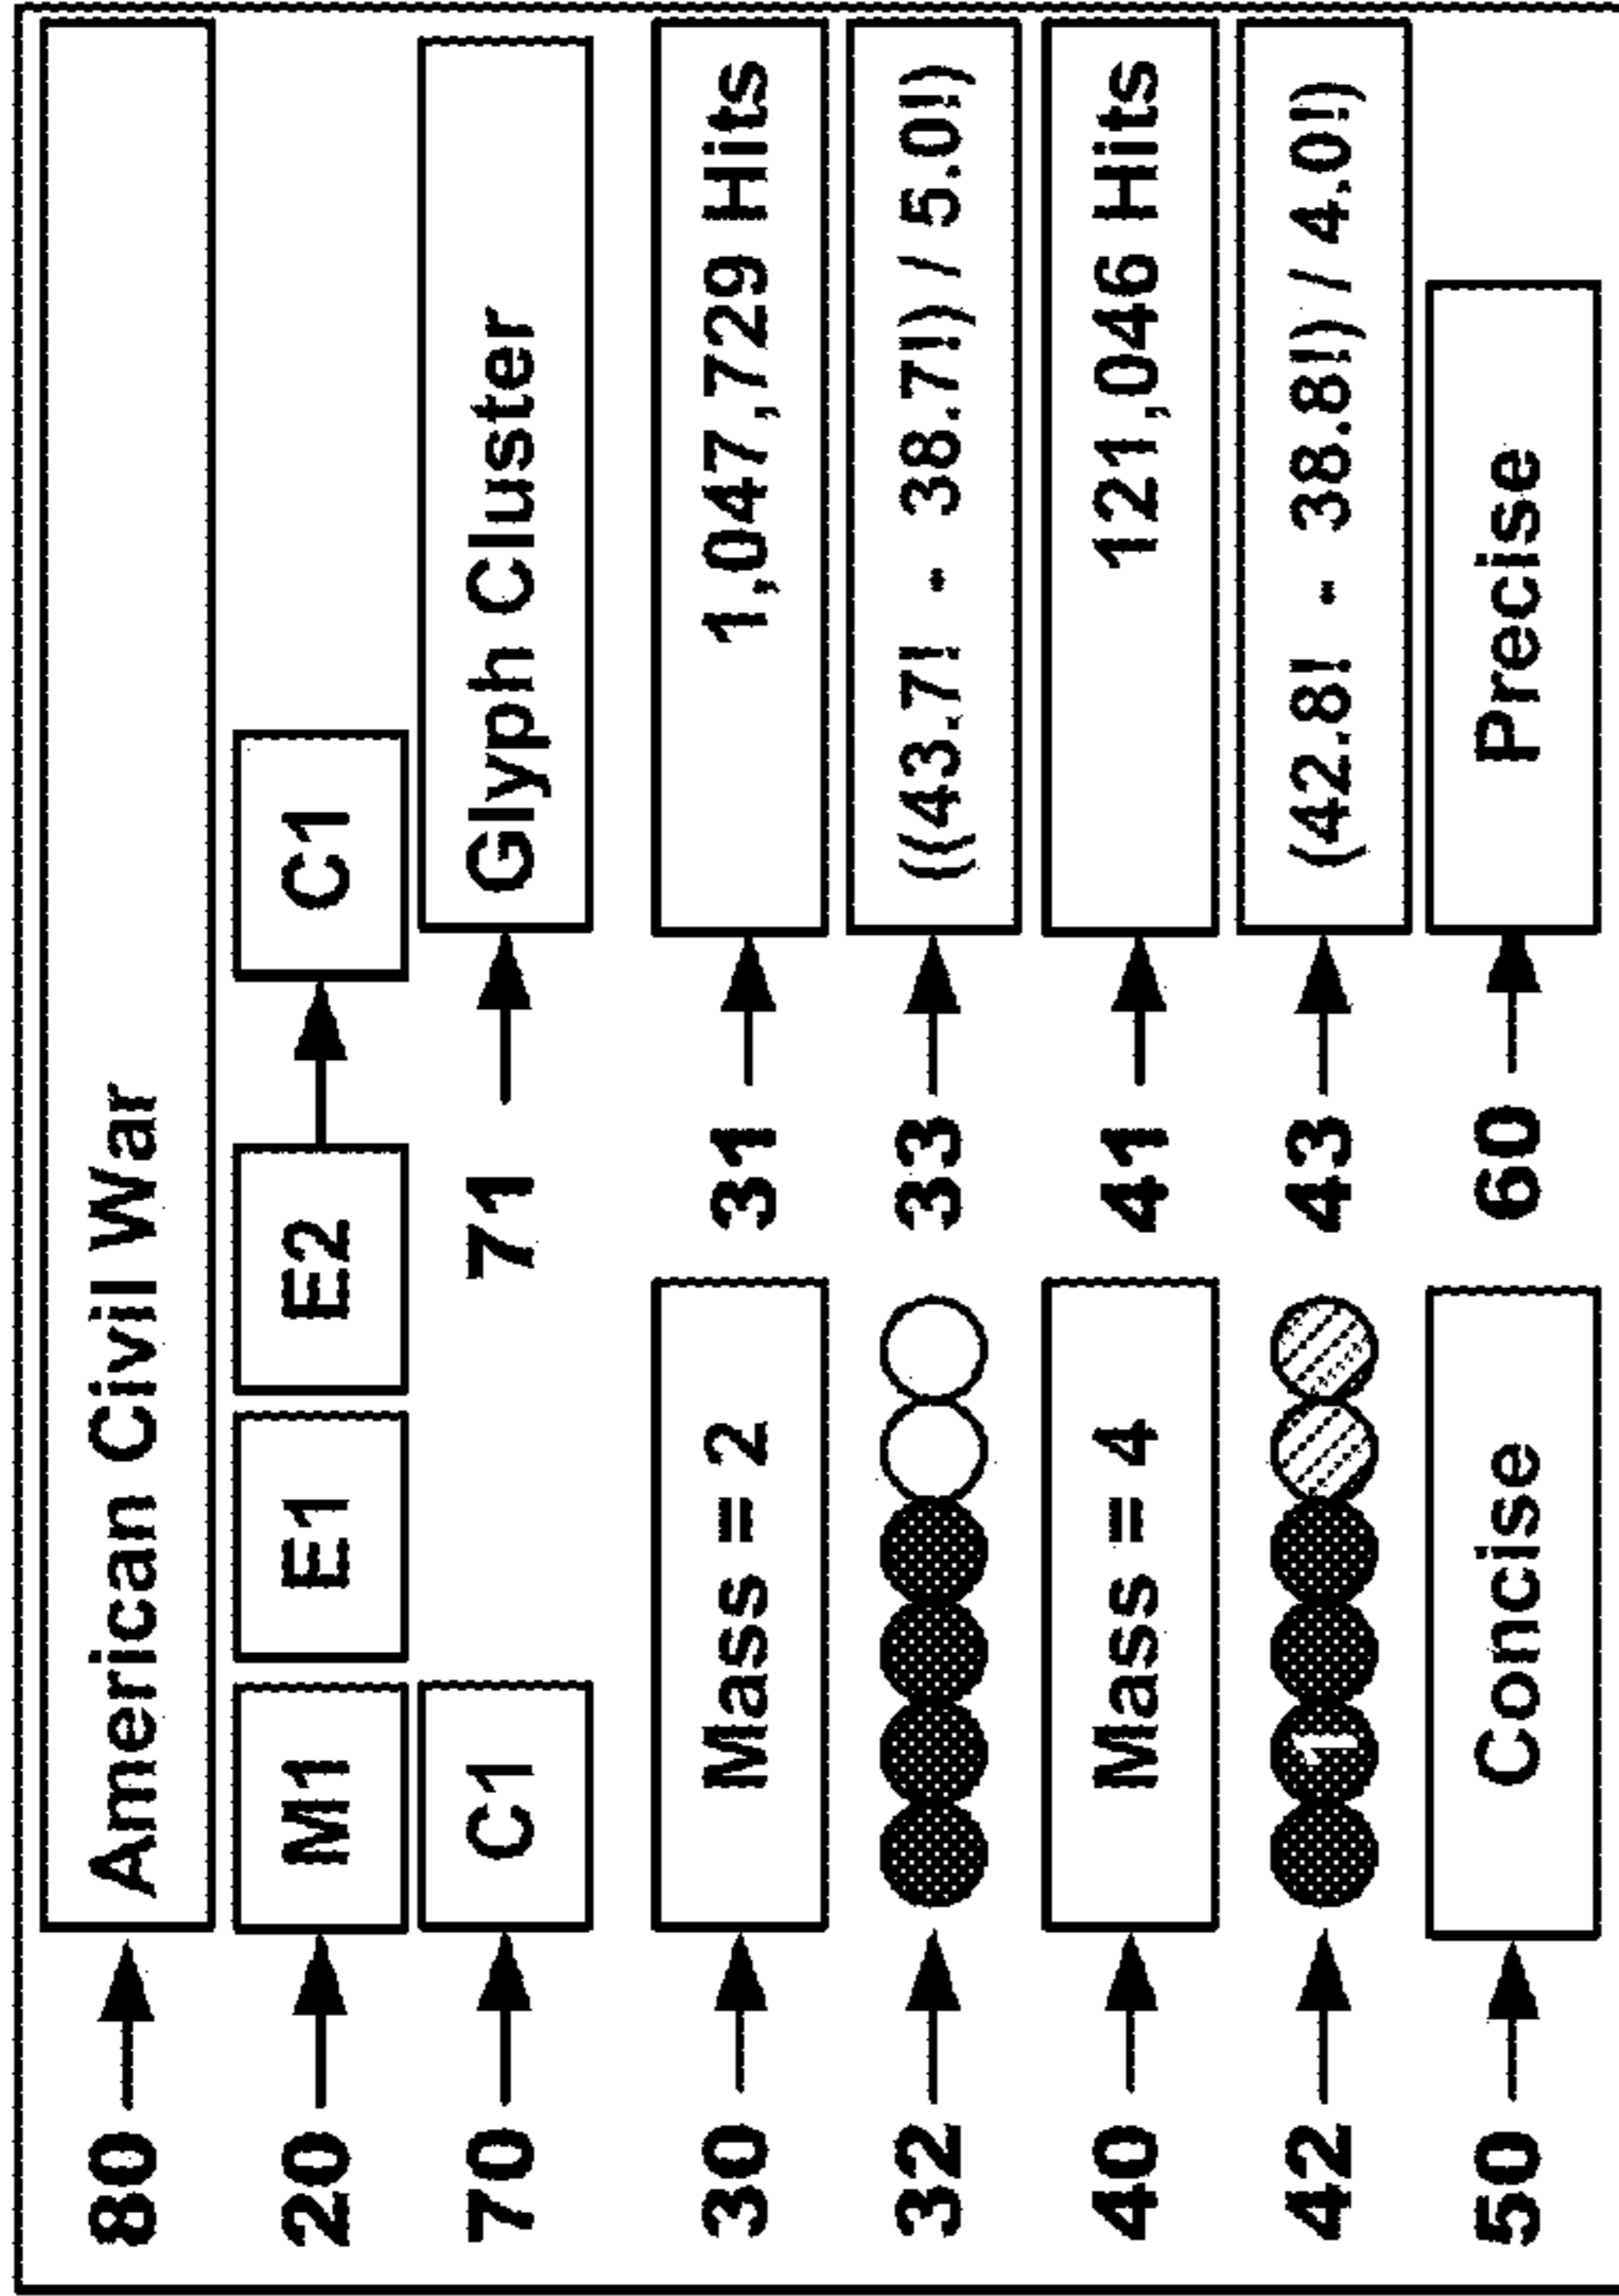 80 American Civil War
20 M1 E1 E2 C1
70 C1 71 Glyph Cluster
30 Mass = 2 31 1,047,729 Hits
32 33 ((43.7! - 38.7!) / 5.0!)
40 Mass = 4 41 121,046 Hits
42 1 43 (42.8! - 38.8!) / 4.0!)
50 Concise 60 Precise